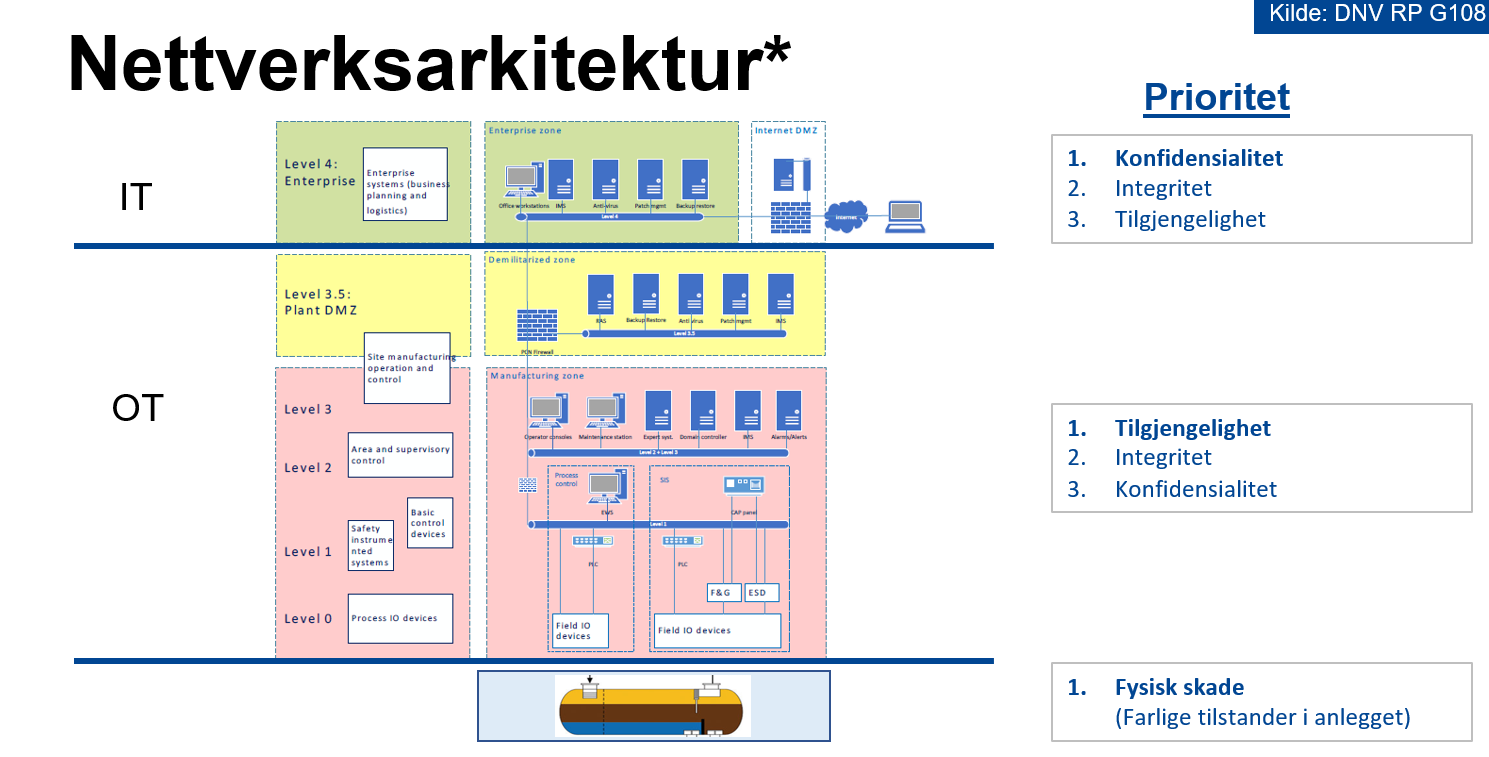 Kilde: DNV RP G108
Nettverksarkitektur*
Prioritet
IT
Level 4:
Enterprise
Enterprise
systems (business
planning and
logistics)
Enterprise zone
Office workstations
IMS
Anti-virus
Patch mgmt
Backup restore
Level 4
Internet DMZ
Internet
1. Konfidensialitet
2. Integritet
3. Tilgjengelighet
Level 3.5:
Plant DMZ
Demilitarized zone
RAS
Backup Restore
Anti virus
Patch mgmt
IMS
Level 3.5
PCN Firewall
OT
Site manufacturing
operation and
control
Level 3
Area and supervisory
control
Level 2
Basic
control
devices
Safety
instrume
nted
systems
Level 1
Level 0
Process IO devices
Manufacturing zone
Operator consoles
Maintenance station
Expert syst.
Domain controller
IMS
Alarms/Alerts
Level 2 + Level 3
Process
control
EWS
SIS
CAP panel
Level 1
PLC
PLC
F&G
ESD
Field IO
devices
Field IO devices
1. Tilgjengelighet
2. Integritet
3. Konfidensialitet
1. Fysisk skade
(Farlige tilstander i anlegget)